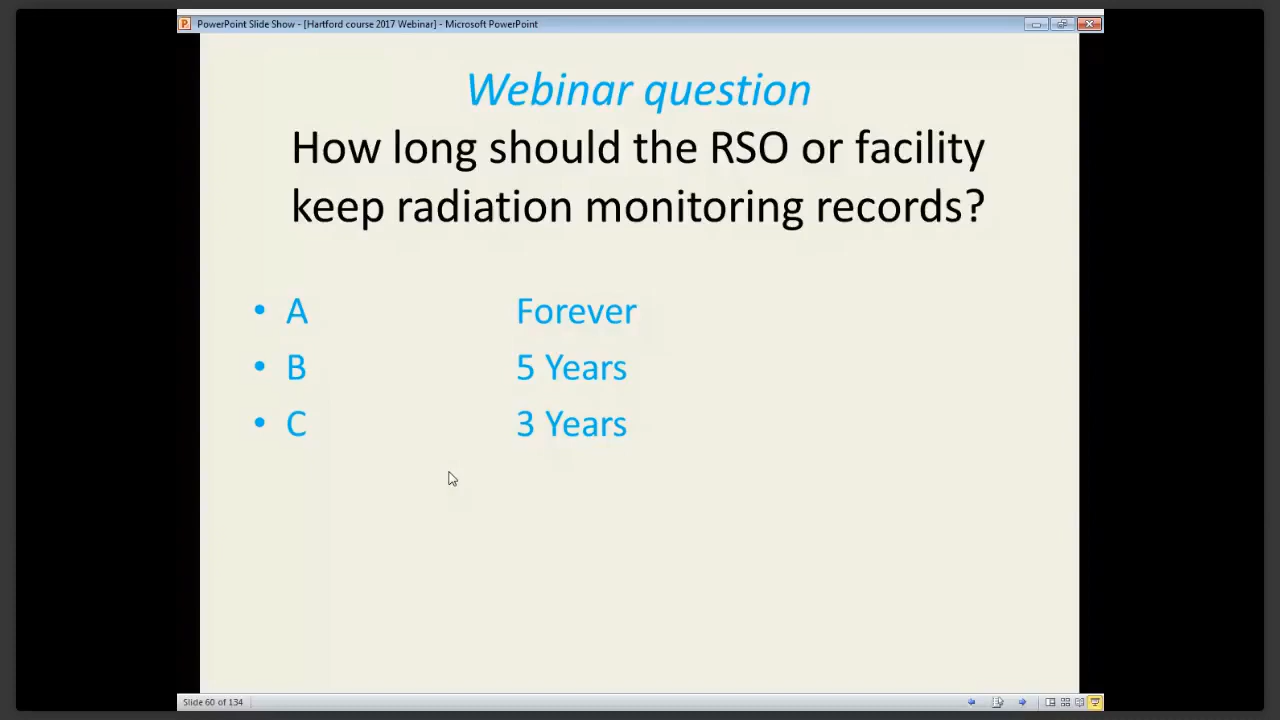 PowerPoint Slide Show - [Hartford course 2017 Webinar] - Microsoft PowerPoint
Webinar question
How long should the RSO or facility
keep radiation monitoring records?
• A Forever
• B 5 Years
• C 3 Years
Slide 60 of 134